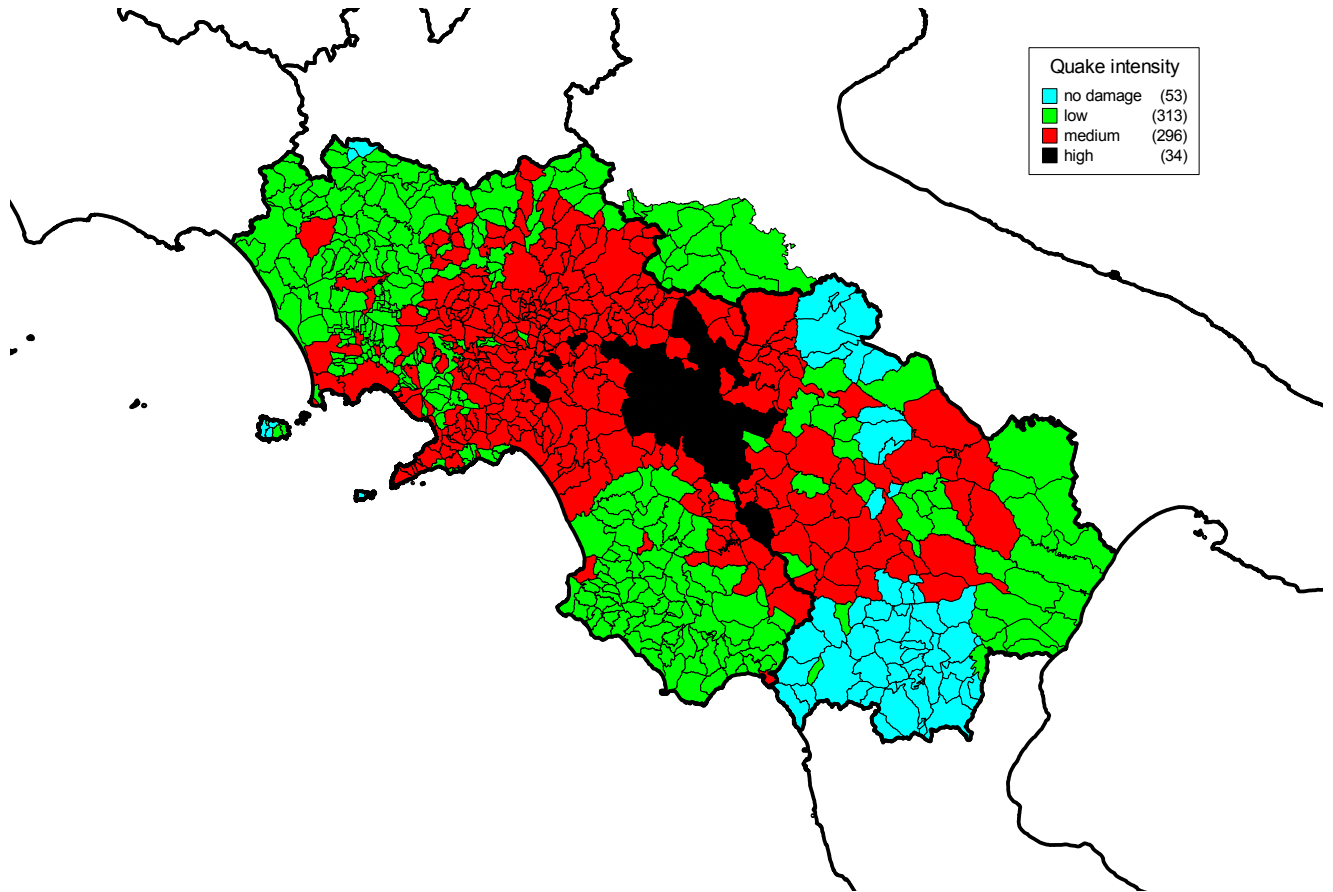 Quake intensity
no damage (53)
low (313)
medium (296)
high (34)